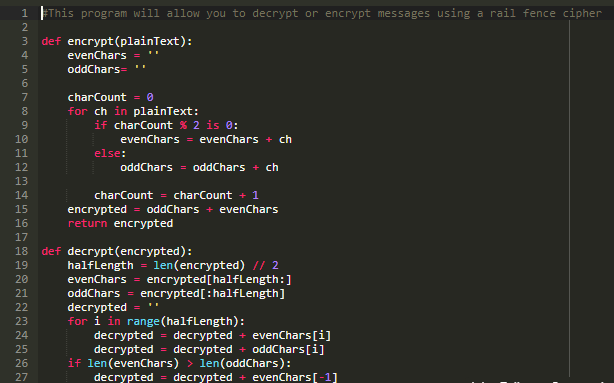 1 #This program will allow you to decrypt or encrypt messages using a rail fence cipher
2
3 def encrypt(plainText):
4     evenChars = ''
5     oddChars= ''
6
7     charCount = 0
8     for ch in plainText:
9         if charCount % 2 is 0:
10             evenChars = evenChars + ch
11         else:
12             oddChars = oddChars + ch
13
14         charCount = charCount + 1
15     encrypted = oddChars + evenChars
16     return encrypted
17
18 def decrypt(encrypted):
19     halfLength = len(encrypted) // 2
20     evenChars = encrypted[halfLength:]
21     oddChars = encrypted[:halfLength]
22     decrypted = ''
23     for i in range(halfLength):
24         decrypted = decrypted + evenChars[i]
25         decrypted = decrypted + oddChars[i]
26     if len(evenChars) > len(oddChars):
27         decrypted = decrypted + evenChars[-1]